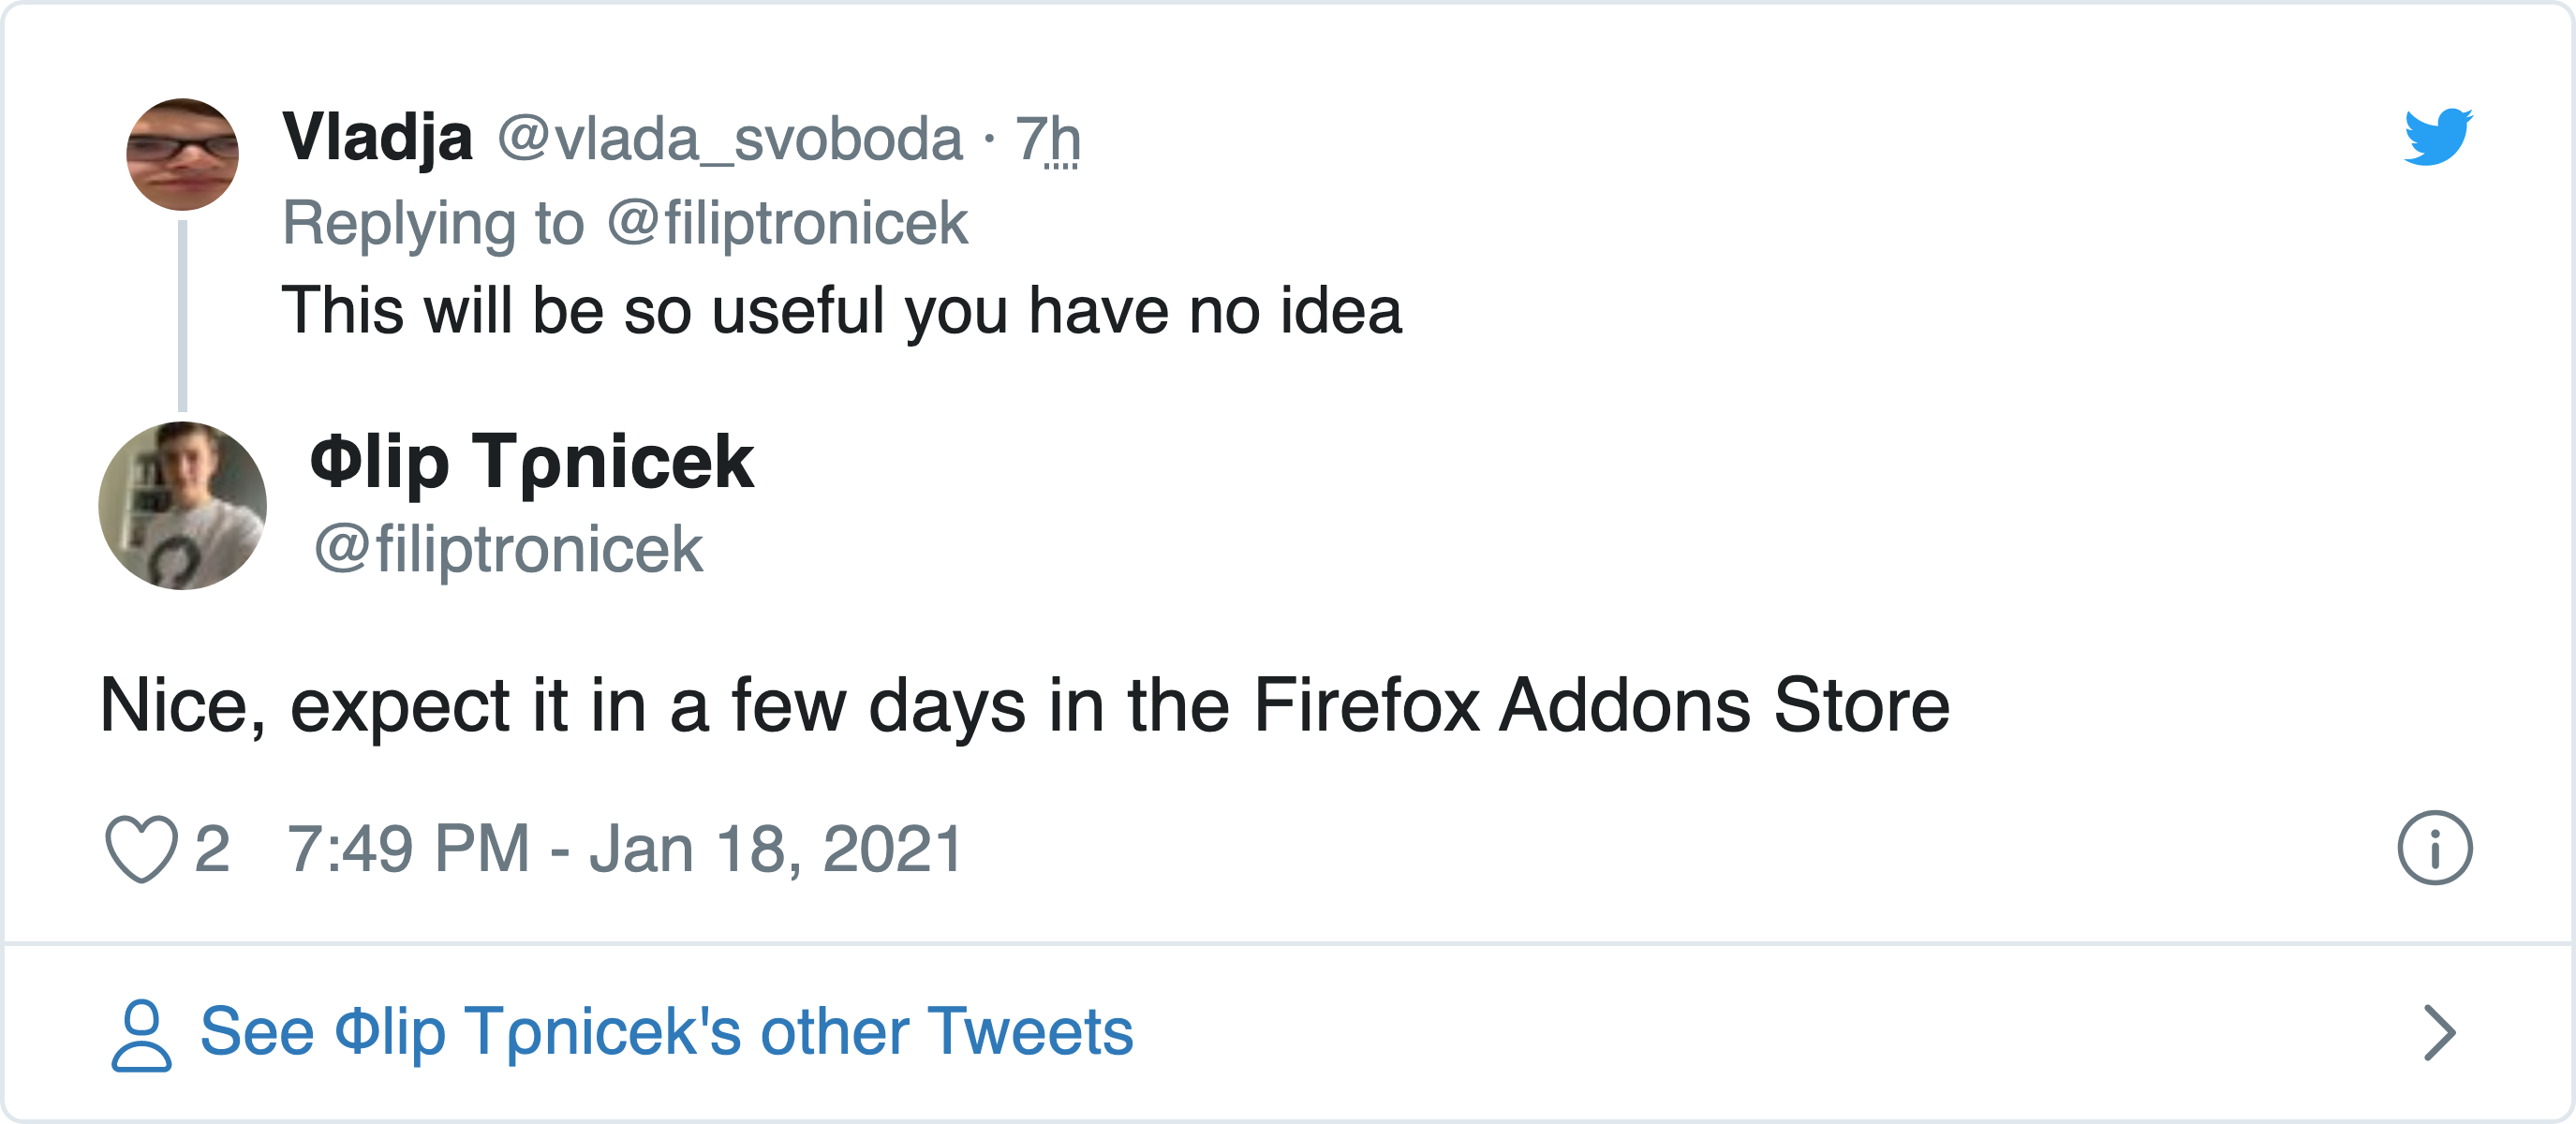 Vladja @vlada_svoboda · 7h
Replying to @filiptronicek
This will be so useful you have no idea
Φlip Tρnicek
@filiptronicek
Nice, expect it in a few days in the Firefox Addons Store
2 7:49 PM - Jan 18, 2021
See Φlip Tρnicek's other Tweets